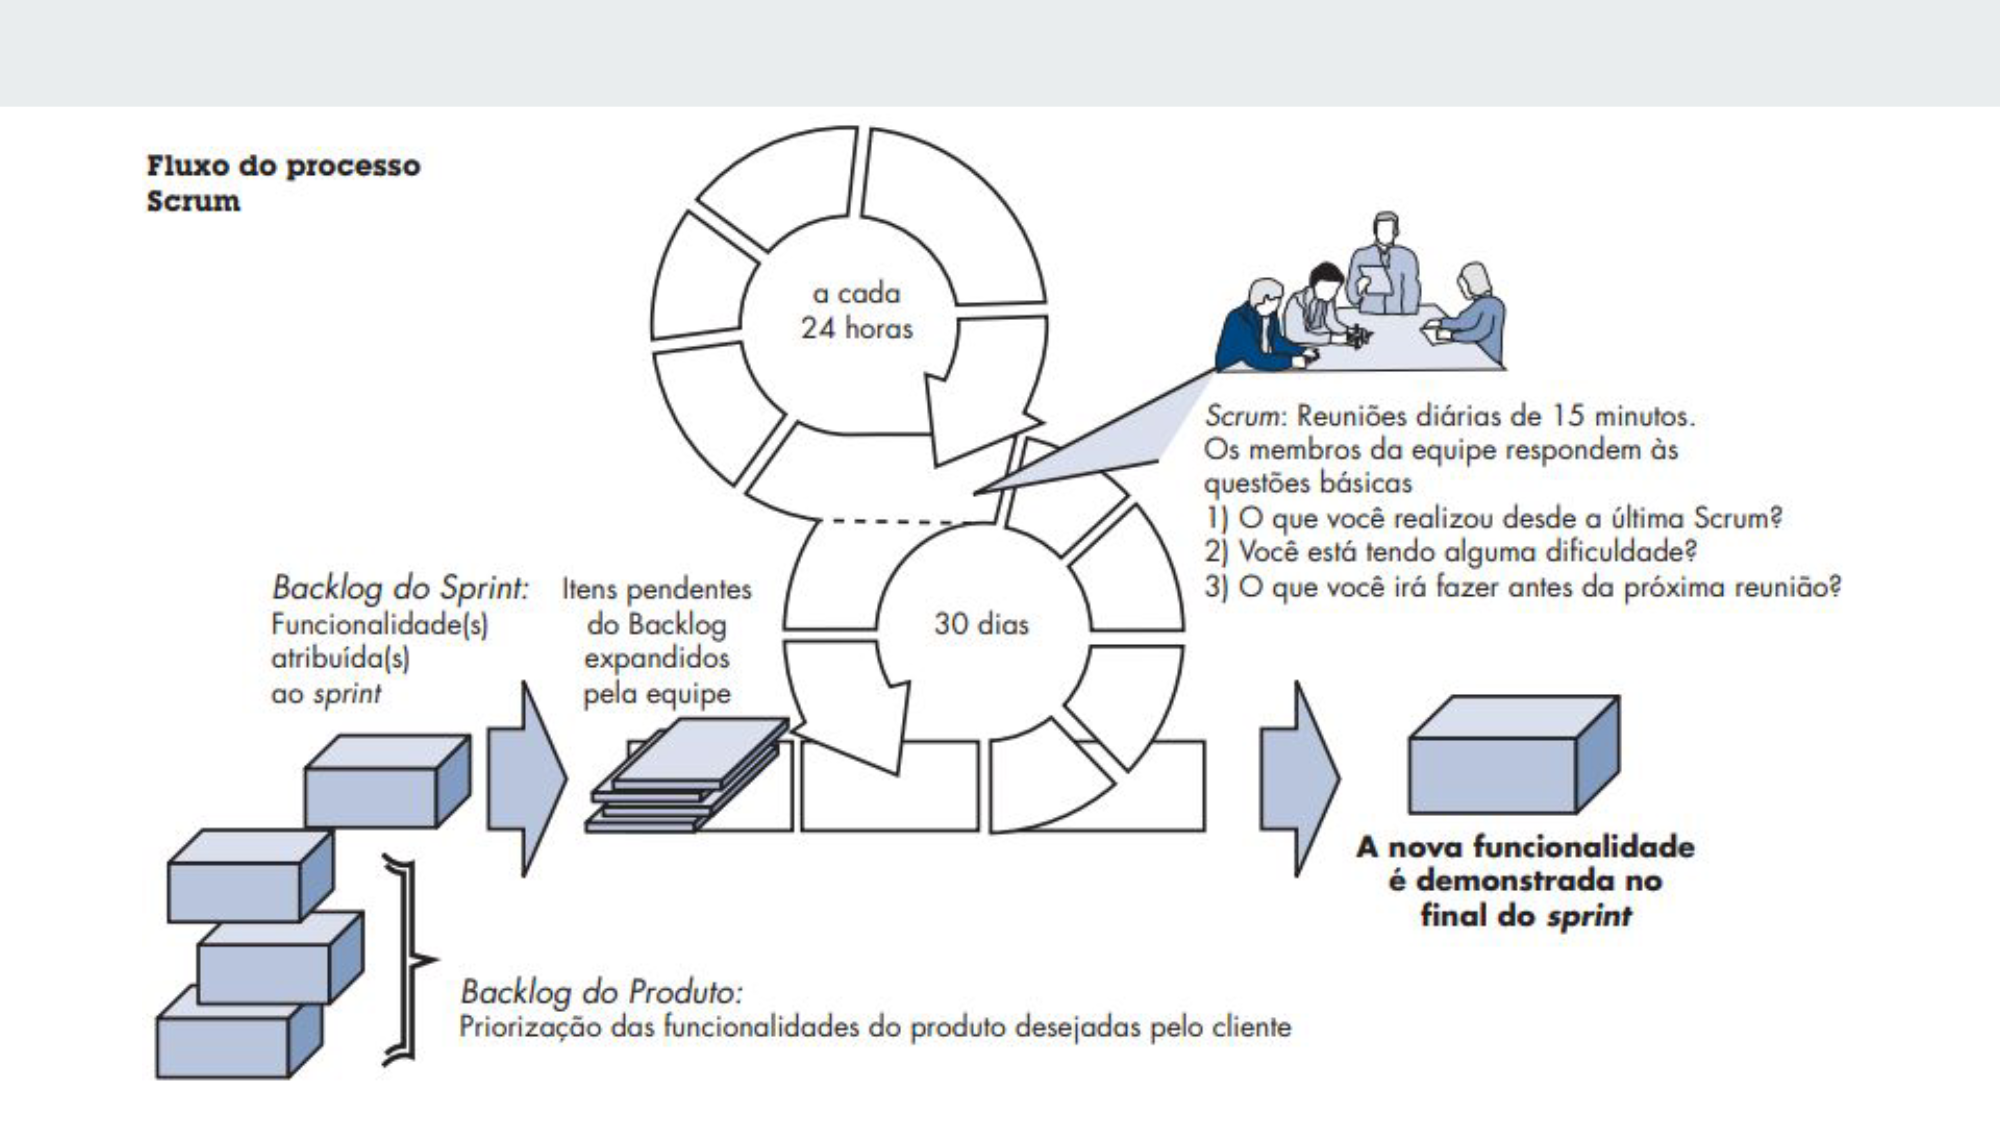 Fluxo do processo
Scrum
a cada
24 horas
Scrum: Reuniões diárias de 15 minutos.
Os membros da equipe respondem às
questões básicas
1) O que você realizou desde a última Scrum?
2) Você está tendo alguma dificuldade?
3) O que você irá fazer antes da próxima reunião?
Backlog do Sprint:
Funcionalidade(s)
atribuída(s)
ao sprint
Itens pendentes
do Backlog
expandidos
pela equipe
30 dias
A nova funcionalidade
é demonstrada no
final do sprint
Backlog do Produto:
Priorização das funcionalidades do produto desejadas pelo cliente